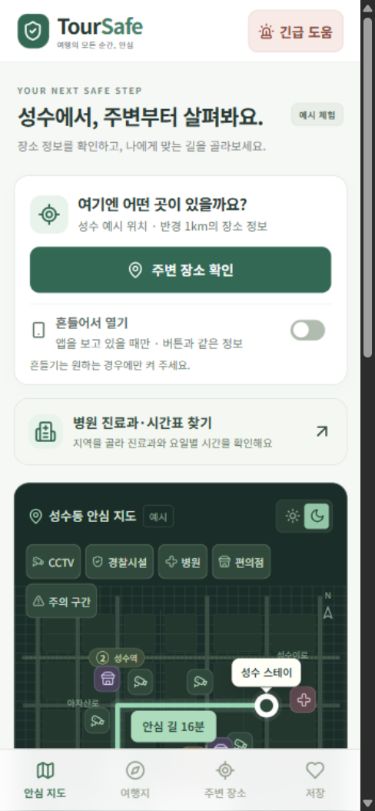 TourSafe
여행의 모든 순간, 안심
긴급 도움
YOUR NEXT SAFE STEP
성수에서, 주변부터 살펴봐요.
예시 체험
장소 정보를 확인하고, 나에게 맞는 길을 골라보세요.
여기엔 어떤 곳이 있을까요?
성수 예시 위치 · 반경 1km의 장소 정보
주변 장소 확인
흔들어서 열기
앱을 보고 있을 때만 · 버튼과 같은 정보
흔들기는 원하는 경우에만 켜 주세요.
병원 진료과·시간표 찾기
지역을 골라 진료과와 요일별 시간을 확인해요
성수동 안심 지도
예시
CCTV
경찰시설
병원
편의점
주의 구간
N
2 성수역
성수이로
성수 스테이
아차산로
안심 길 16분
안심 지도
여행지
주변 장소
저장